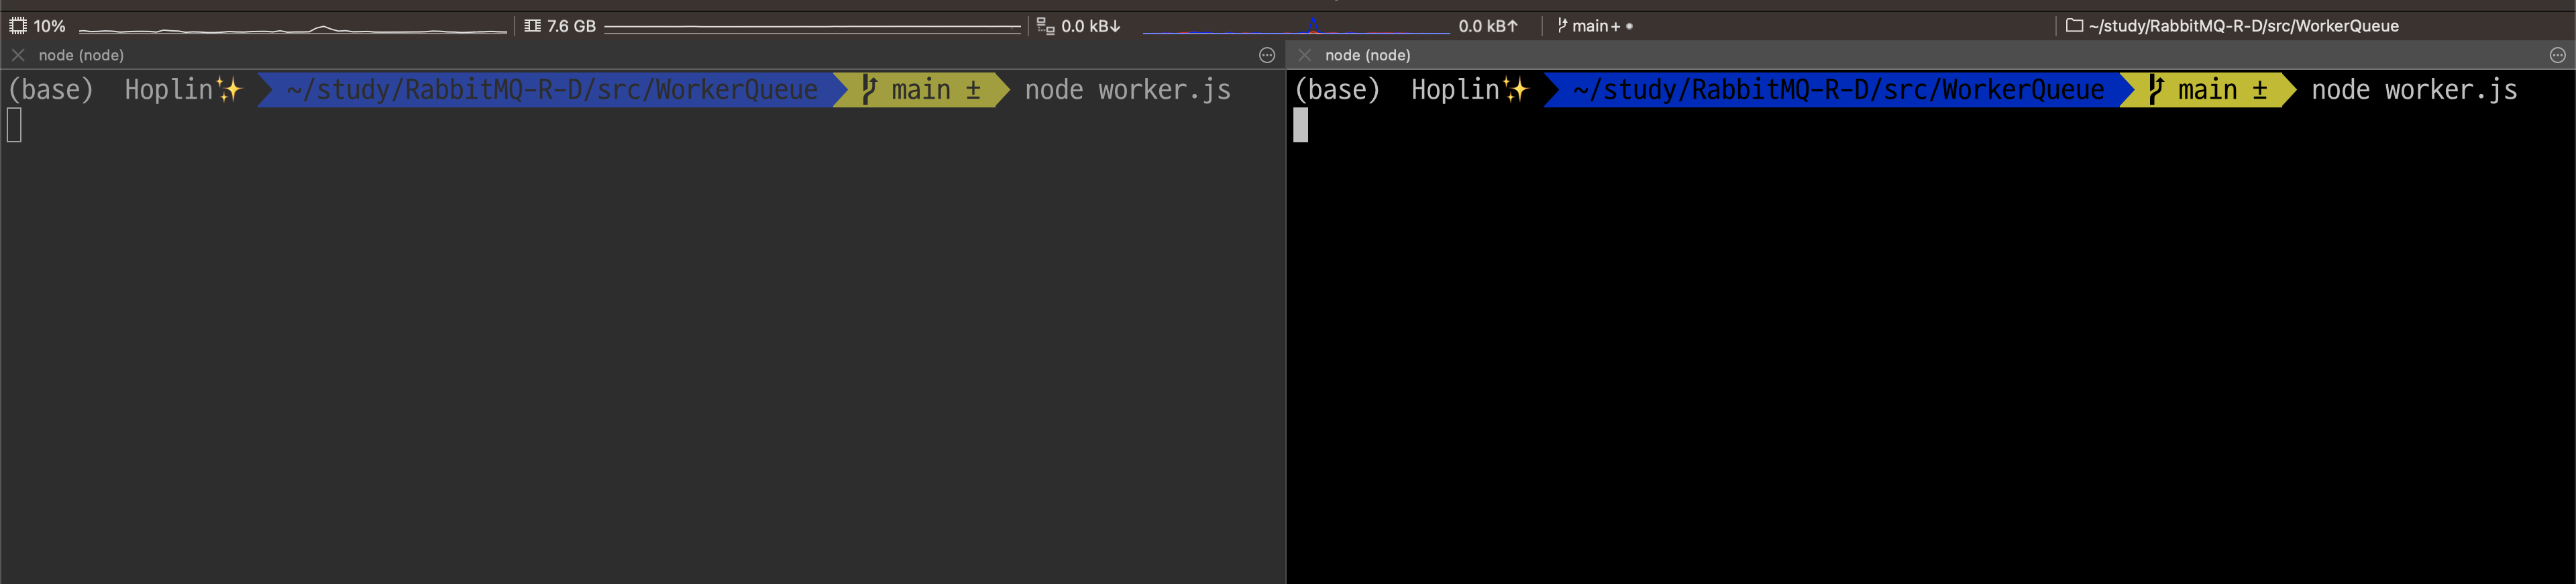 10% 7.6 GB 0.0 kB↓ 0.0 kB↑ main+ ● ~/study/RabbitMQ-R-D/src/WorkerQueue
node (node)
(base) Hoplin✨ ~/study/RabbitMQ-R-D/src/WorkerQueue main ± node worker.js
node (node)
(base) Hoplin✨ ~/study/RabbitMQ-R-D/src/WorkerQueue main ± node worker.js